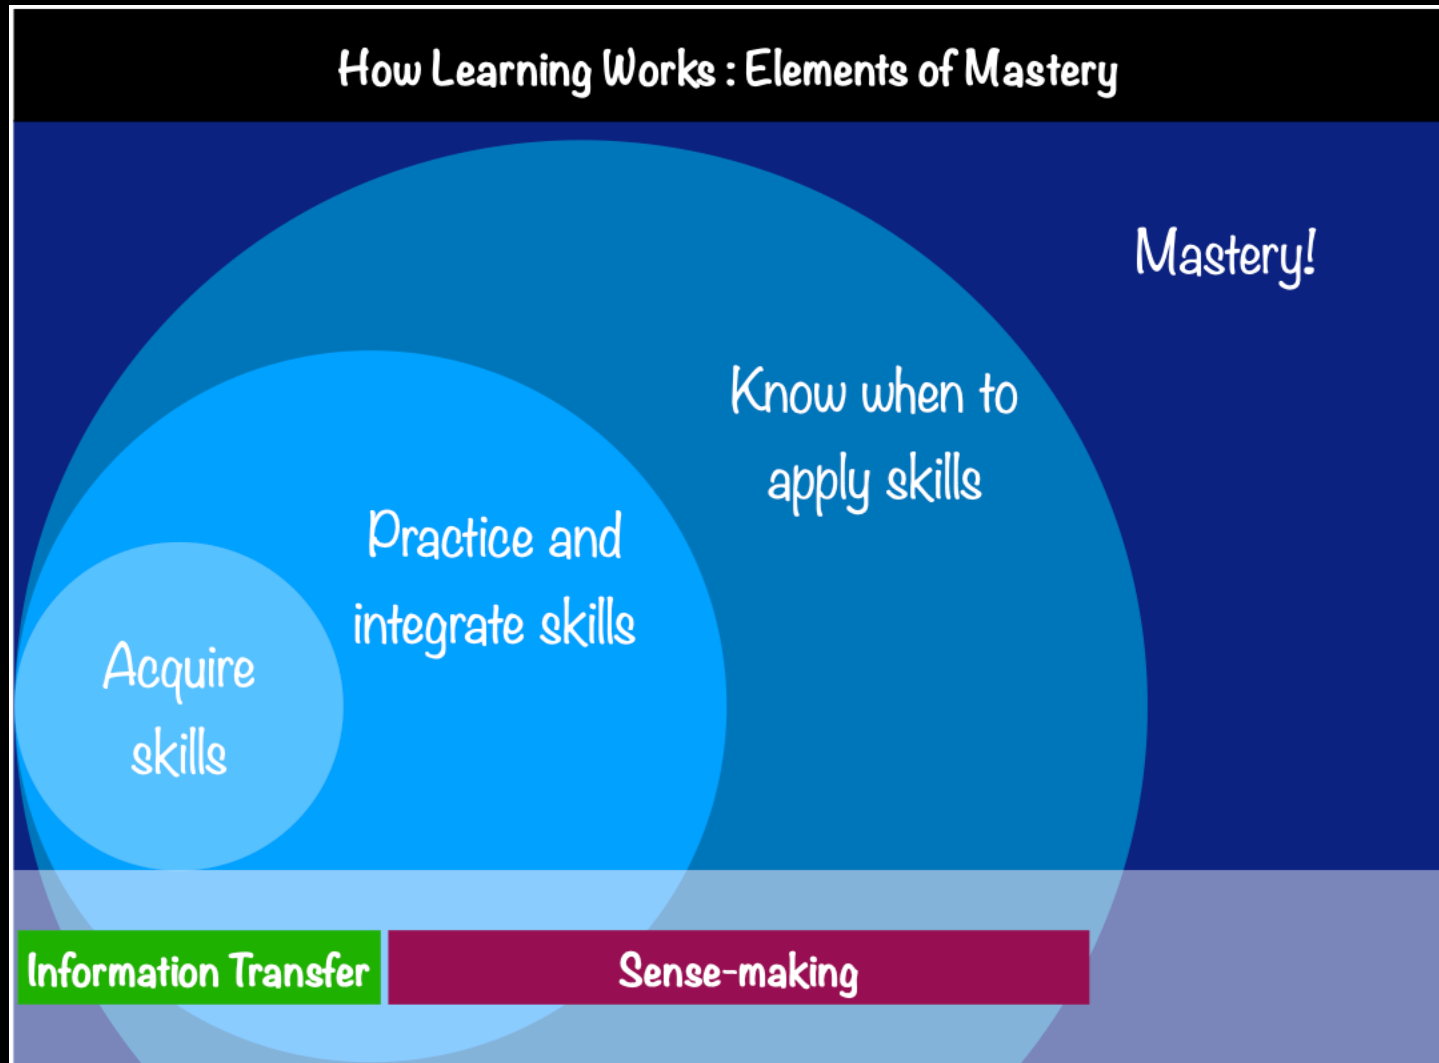 How Learning Works : Elements of Mastery
Mastery!
Know when to
apply skills
Practice and
integrate skills
Acquire
skills
Information Transfer
Sense-making